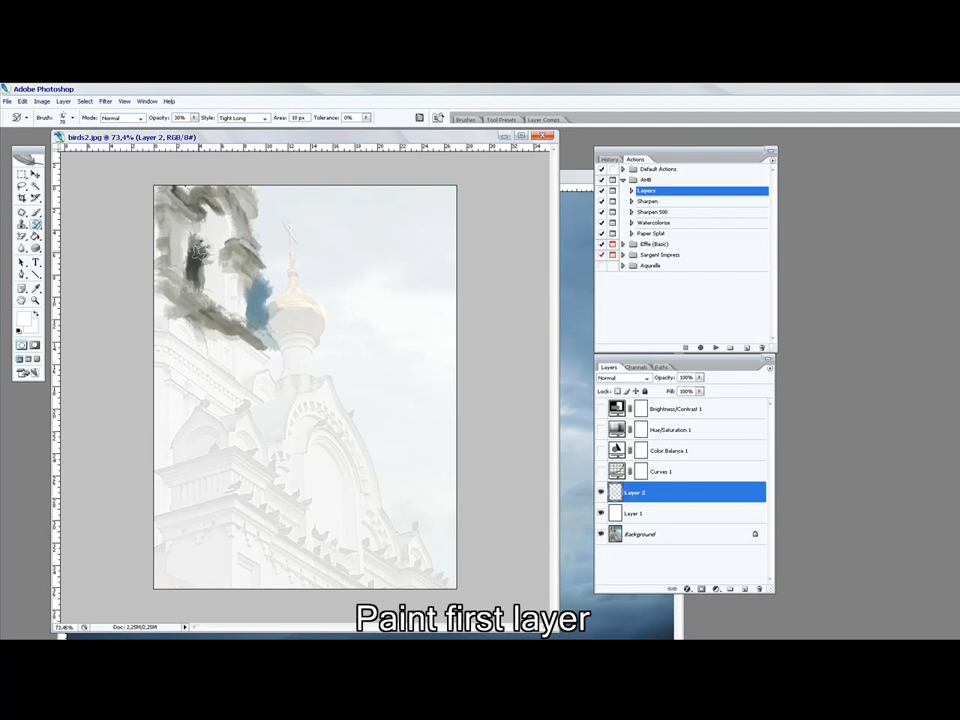 Adobe Photoshop
File Edit Image Layer Select Filter View Window Help
Brush: 70 Mode: Normal Opacity: 30% Style: Tight Long Area: 10 px Tolerance: 0%
Brushes Tool Presets Layer Comps
birds2.jpg @ 73,4% (Layer 2, RGB/8#)
History Actions
Default Actions
AHB
Layers
Sharpen
Sharpen 500
Watercolorize
Paper Splat
Effie (Basic)
Sargent Impress
Aqurelle
Layers Channels Paths
Normal Opacity: 100%
Lock: Fill: 100%
Brightness/Contrast 1
Hue/Saturation 1
Color Balance 1
Curves 1
Layer 2
Layer 1
Background
73,45% Doc: 2,25M/2,25M
Paint first layer